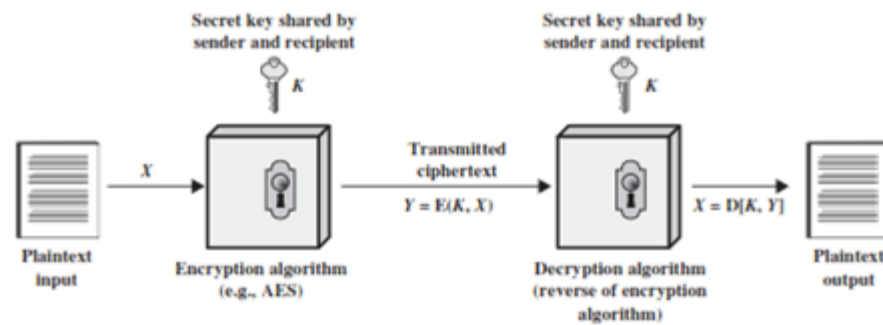 Secret key shared by
sender and recipient
K
Secret key shared by
sender and recipient
K
X
Transmitted
ciphertext
Y = E(K, X)
X = D[K, Y]
Plaintext
input
Encryption algorithm
(e.g., AES)
Decryption algorithm
(reverse of encryption
algorithm)
Plaintext
output